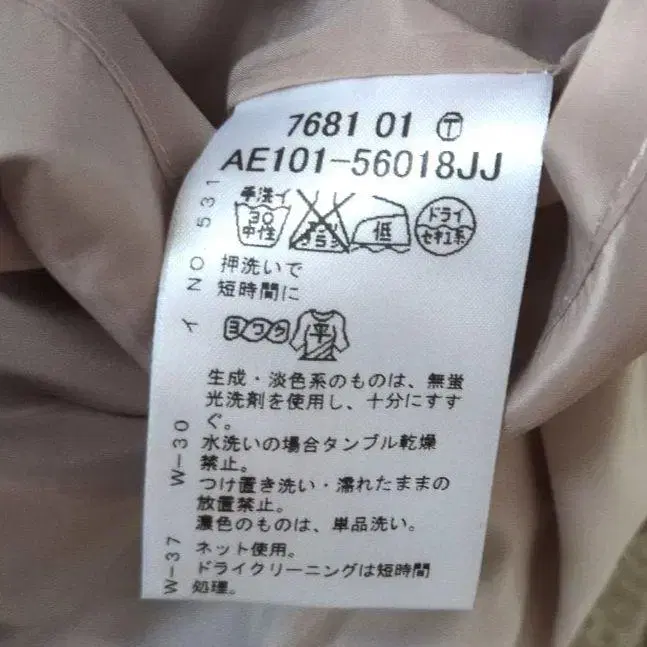 7681 01 Ⓣ
AE101-56018JJ
手洗イ
30
中性
エンソ
サラシ
低
ドライ
セキユ系
押洗いで
短時間に
ヨワク
平
生成・淡色系のものは、無蛍
光洗剤を使用し、十分にすす
ぐ。
水洗いの場合タンブル乾燥
禁止。
つけ置き洗い・濡れたままの
放置禁止。
濃色のものは、単品洗い。
ネット使用。
ドライクリーニングは短時間
処理。
イ NO 531
W-30
W-37